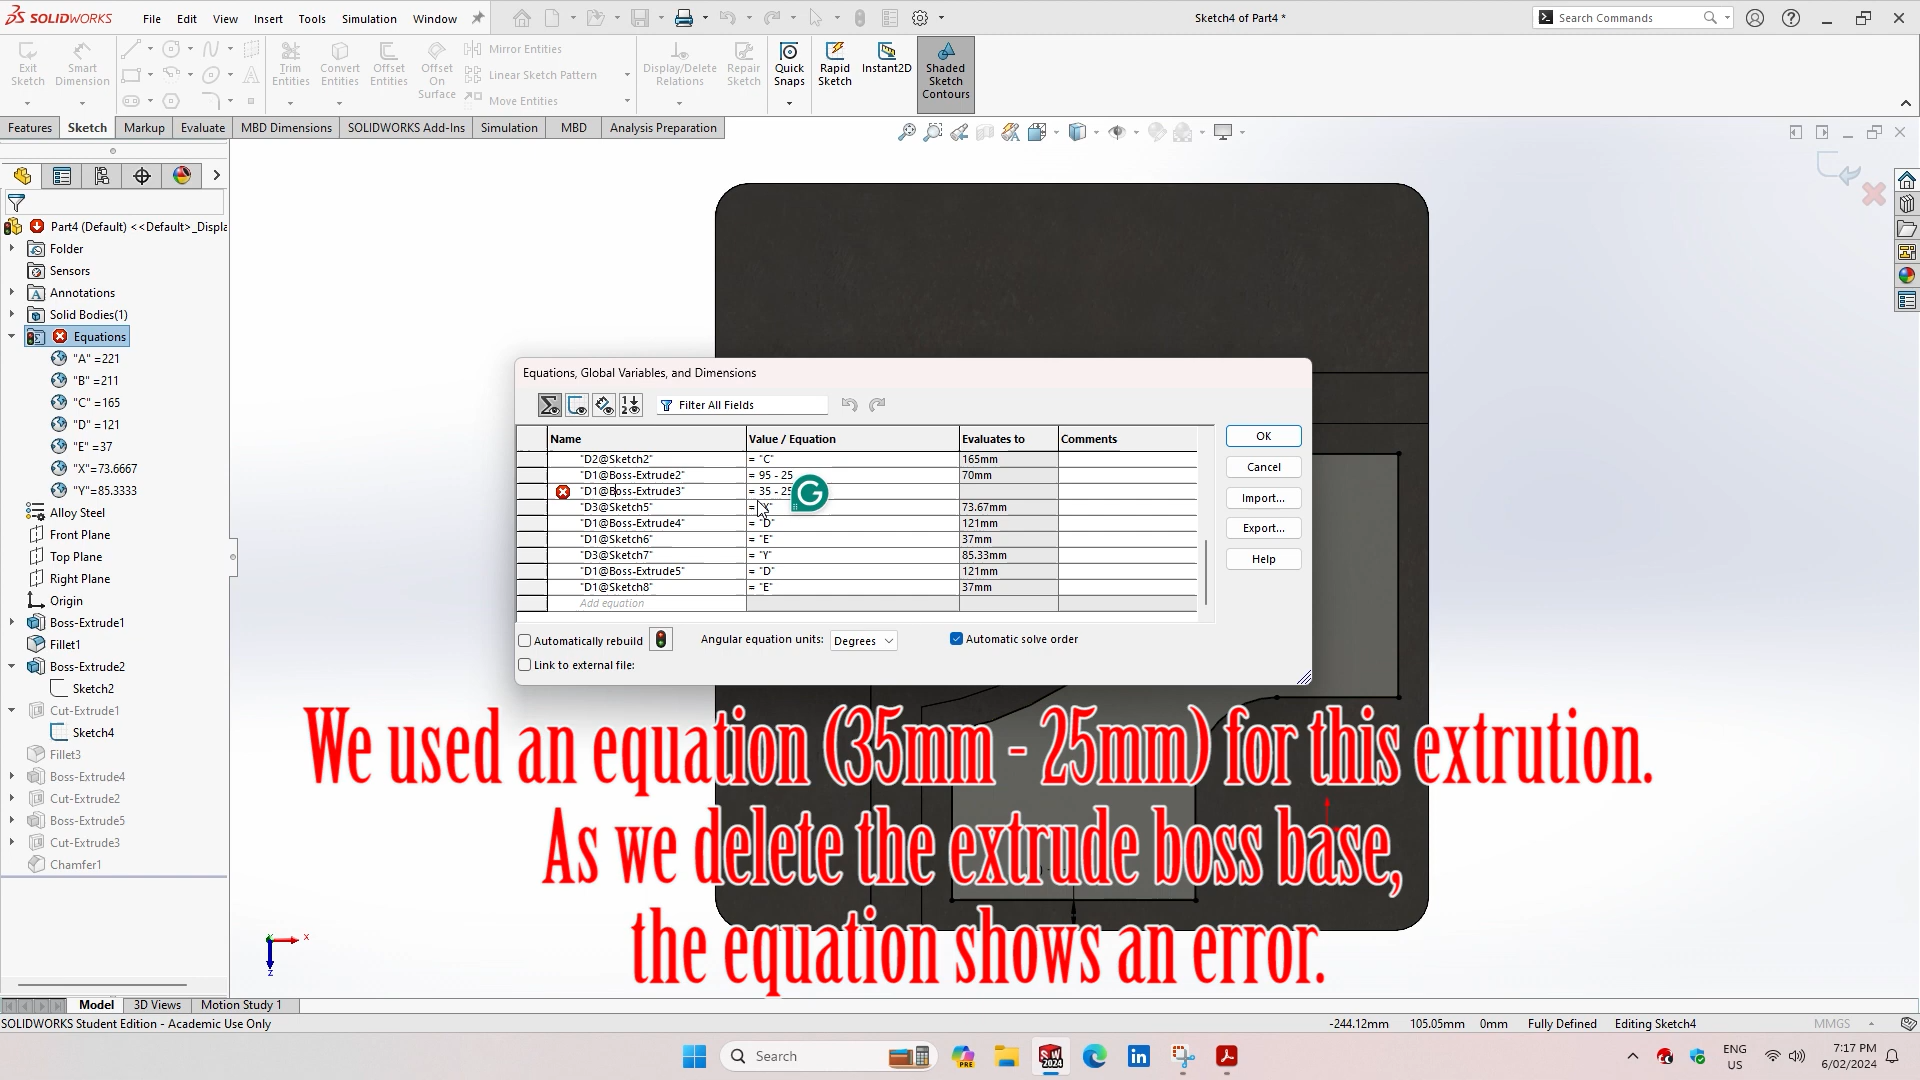 SOLIDWORKS
File Edit View Insert Tools Simulation Window
Sketch4 of Part4 *
Search Commands
Exit Sketch
Smart Dimension
Trim Entities
Convert Entities
Offset Entities
Offset On Surface
Mirror Entities
Linear Sketch Pattern
Move Entities
Display/Delete Relations
Repair Sketch
Quick Snaps
Rapid Sketch
Instant2D
Shaded Sketch Contours
Features Sketch Markup Evaluate MBD Dimensions SOLIDWORKS Add-Ins Simulation MBD Analysis Preparation
Part4 (Default) <<Default>_Displa
Folder
Sensors
Annotations
Solid Bodies(1)
Equations
"A" =221
"B" =211
"C" =165
"D" =121
"E" =37
"X"=73.6667
"Y"=85.3333
Alloy Steel
Front Plane
Top Plane
Right Plane
Origin
Boss-Extrude1
Fillet1
Boss-Extrude2
Sketch2
Cut-Extrude1
Sketch4
Fillet3
Boss-Extrude4
Cut-Extrude2
Boss-Extrude5
Cut-Extrude3
Chamfer1
Equations, Global Variables, and Dimensions
Filter All Fields
Name Value / Equation Evaluates to Comments
"D2@Sketch2" = "C" 165mm
"D1@Boss-Extrude2" = 95 - 25 70mm
"D1@Boss-Extrude3" = 35 - 25
"D3@Sketch5" = "X" 73.67mm
"D1@Boss-Extrude4" = "D" 121mm
"D1@Sketch6" = "E" 37mm
"D3@Sketch7" = "Y" 85.33mm
"D1@Boss-Extrude5" = "D" 121mm
"D1@Sketch8" = "E" 37mm
Add equation
OK
Cancel
Import...
Export...
Help
Automatically rebuild Angular equation units: Degrees Automatic solve order
Link to external file:
We used an equation (35mm - 25mm) for this extrution.
As we delete the extrude boss base,
the equation shows an error.
X
Z
Model 3D Views Motion Study 1
SOLIDWORKS Student Edition - Academic Use Only
-244.12mm 105.05mm 0mm Fully Defined Editing Sketch4 MMGS
Search
ENG
US
7:17 PM
6/02/2024